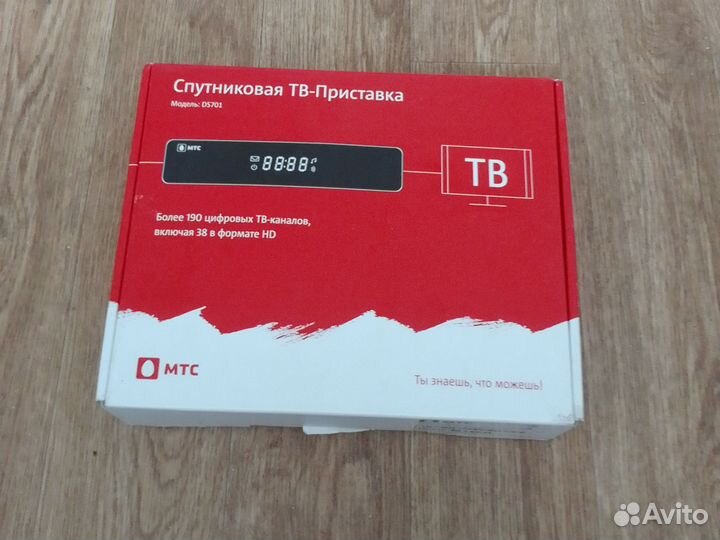 Спутниковая ТВ-Приставка
Модель: DS701
МТС
88:88
ТВ
Более 190 цифровых ТВ-каналов,
включая 38 в формате HD
МТС
Ты знаешь, что можешь!
Avito